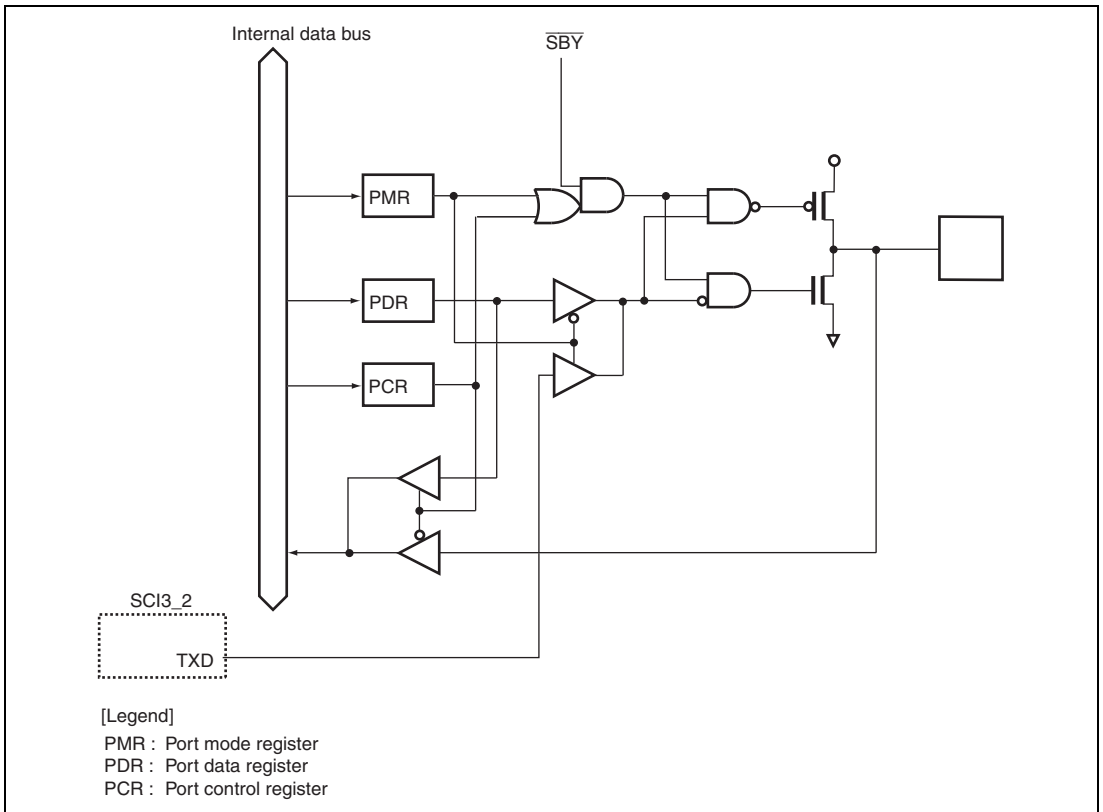 Internal data bus
SBY
PMR
PDR
PCR
SCI3_2
TXD
[Legend]
PMR : Port mode register
PDR : Port data register
PCR : Port control register